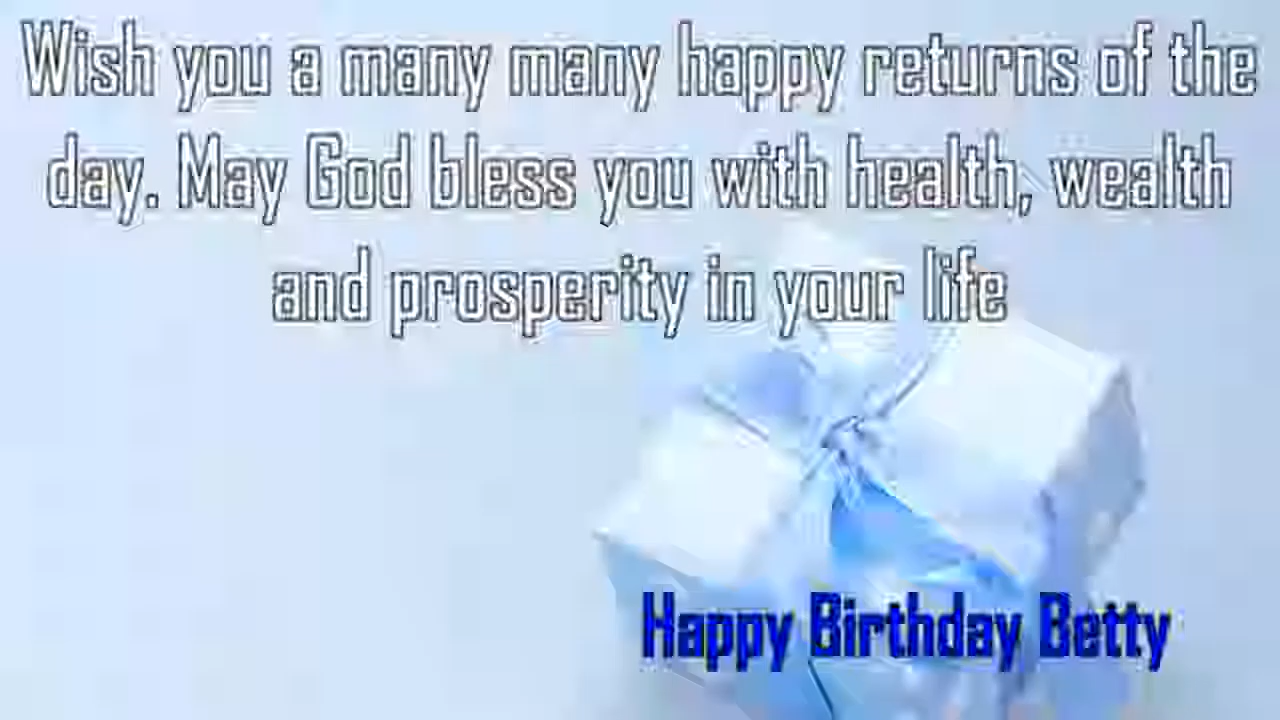 Wish you a many many happy returns of the
day. May God bless you with health, wealth
and prosperity in your life
Happy Birthday Betty